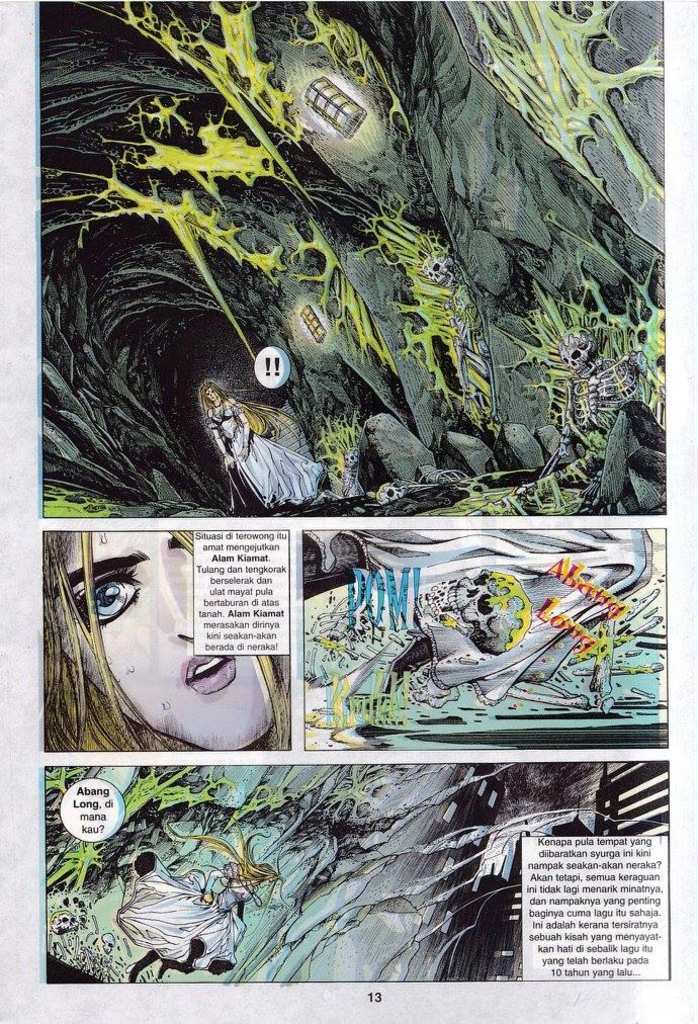 !!
Situasi di terowong itu
amat mengejutkan
Alam Kiamat.
Tulang dan tengkorak
berselerak dan
ulat mayat pula
bertaburan di atas
tanah. Alam Kiamat
merasakan dirinya
kini seakan-akan
berada di neraka!
POM!
Abang
Long..
Abang
Long, di
mana
kau?
Kenapa pula tempat yang
diibaratkan syurga ini kini
nampak seakan-akan neraka?
Akan tetapi, semua keraguan
ini tidak lagi menarik minatnya,
dan nampaknya yang penting
baginya cuma lagu itu sahaja.
Ini adalah kerana tersiratnya
sebuah kisah yang menyayat-
kan hati di sebalik lagu itu
yang telah berlaku pada
10 tahun yang lalu...
13